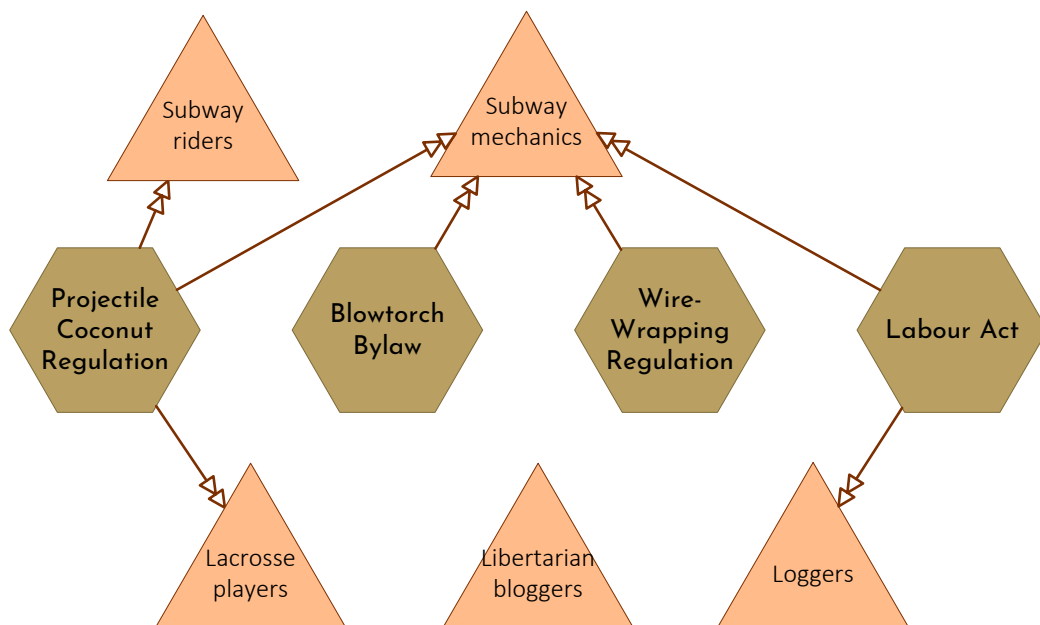 Subway
riders
Subway
mechanics
Projectile
Coconut
Regulation
Blowtorch
Bylaw
Wire-
Wrapping
Regulation
Labour Act
Lacrosse
players
Libertarian
bloggers
Loggers